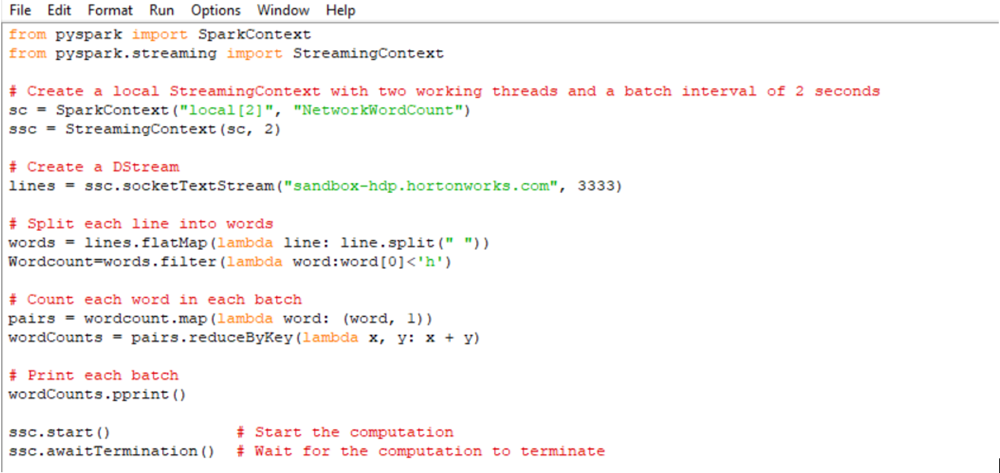 File Edit Format Run Options Window Help
from pyspark import SparkContext
from pyspark.streaming import StreamingContext
# Create a local StreamingContext with two working threads and a batch interval of 2 seconds
sc = SparkContext("local[2]", "NetworkWordCount")
ssc = StreamingContext(sc, 2)
# Create a DStream
lines = ssc.socketTextStream("sandbox-hdp.hortonworks.com", 3333)
# Split each line into words
words = lines.flatMap(lambda line: line.split(" "))
Wordcount=words.filter(lambda word:word[0]<'h')
# Count each word in each batch
pairs = wordcount.map(lambda word: (word, 1))
wordCounts = pairs.reduceByKey(lambda x, y: x + y)
# Print each batch
wordCounts.pprint()
ssc.start() # Start the computation
ssc.awaitTermination() # Wait for the computation to terminate